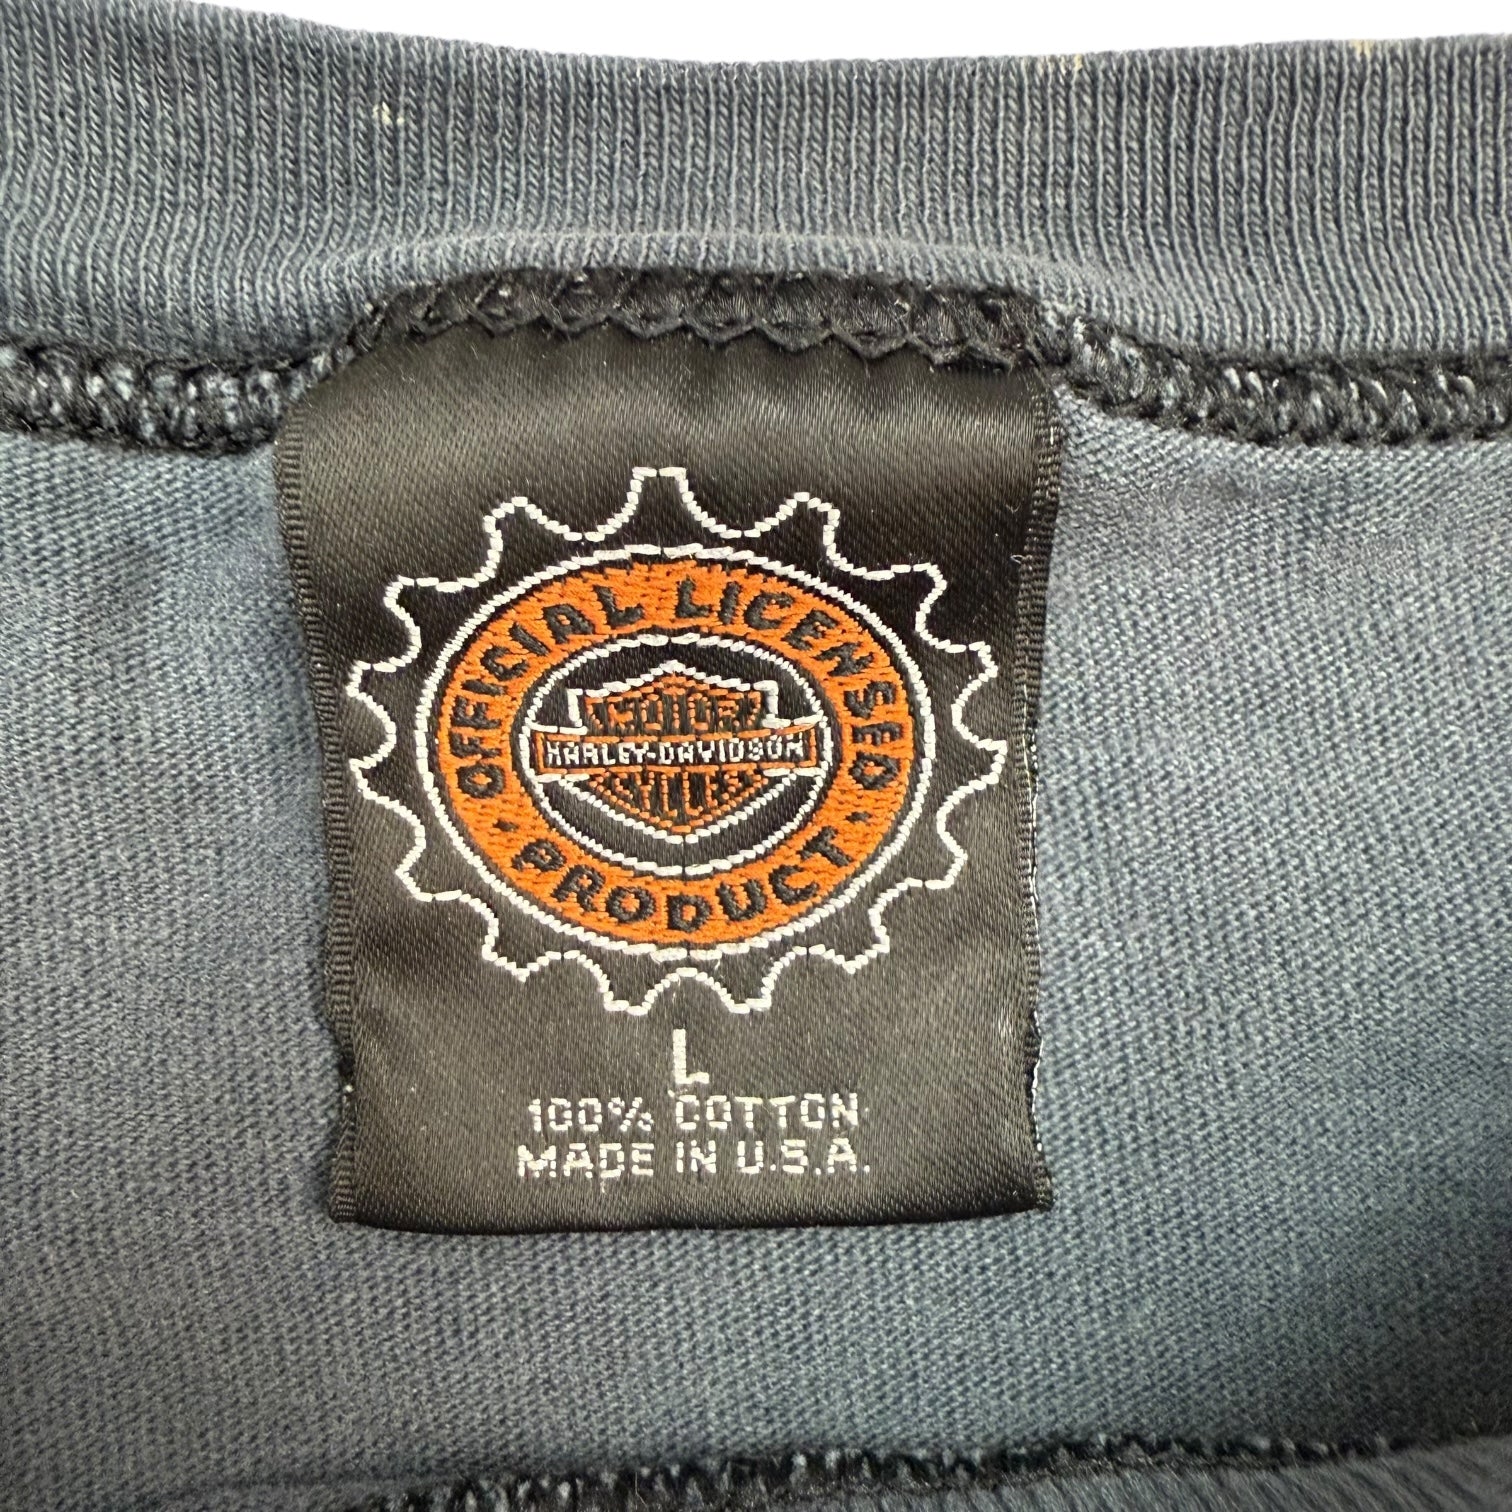 OFFICIAL LICENSED
MOTOR
HARLEY-DAVIDSON
CYCLES
· PRODUCT ·
L
100% COTTON
MADE IN U.S.A.